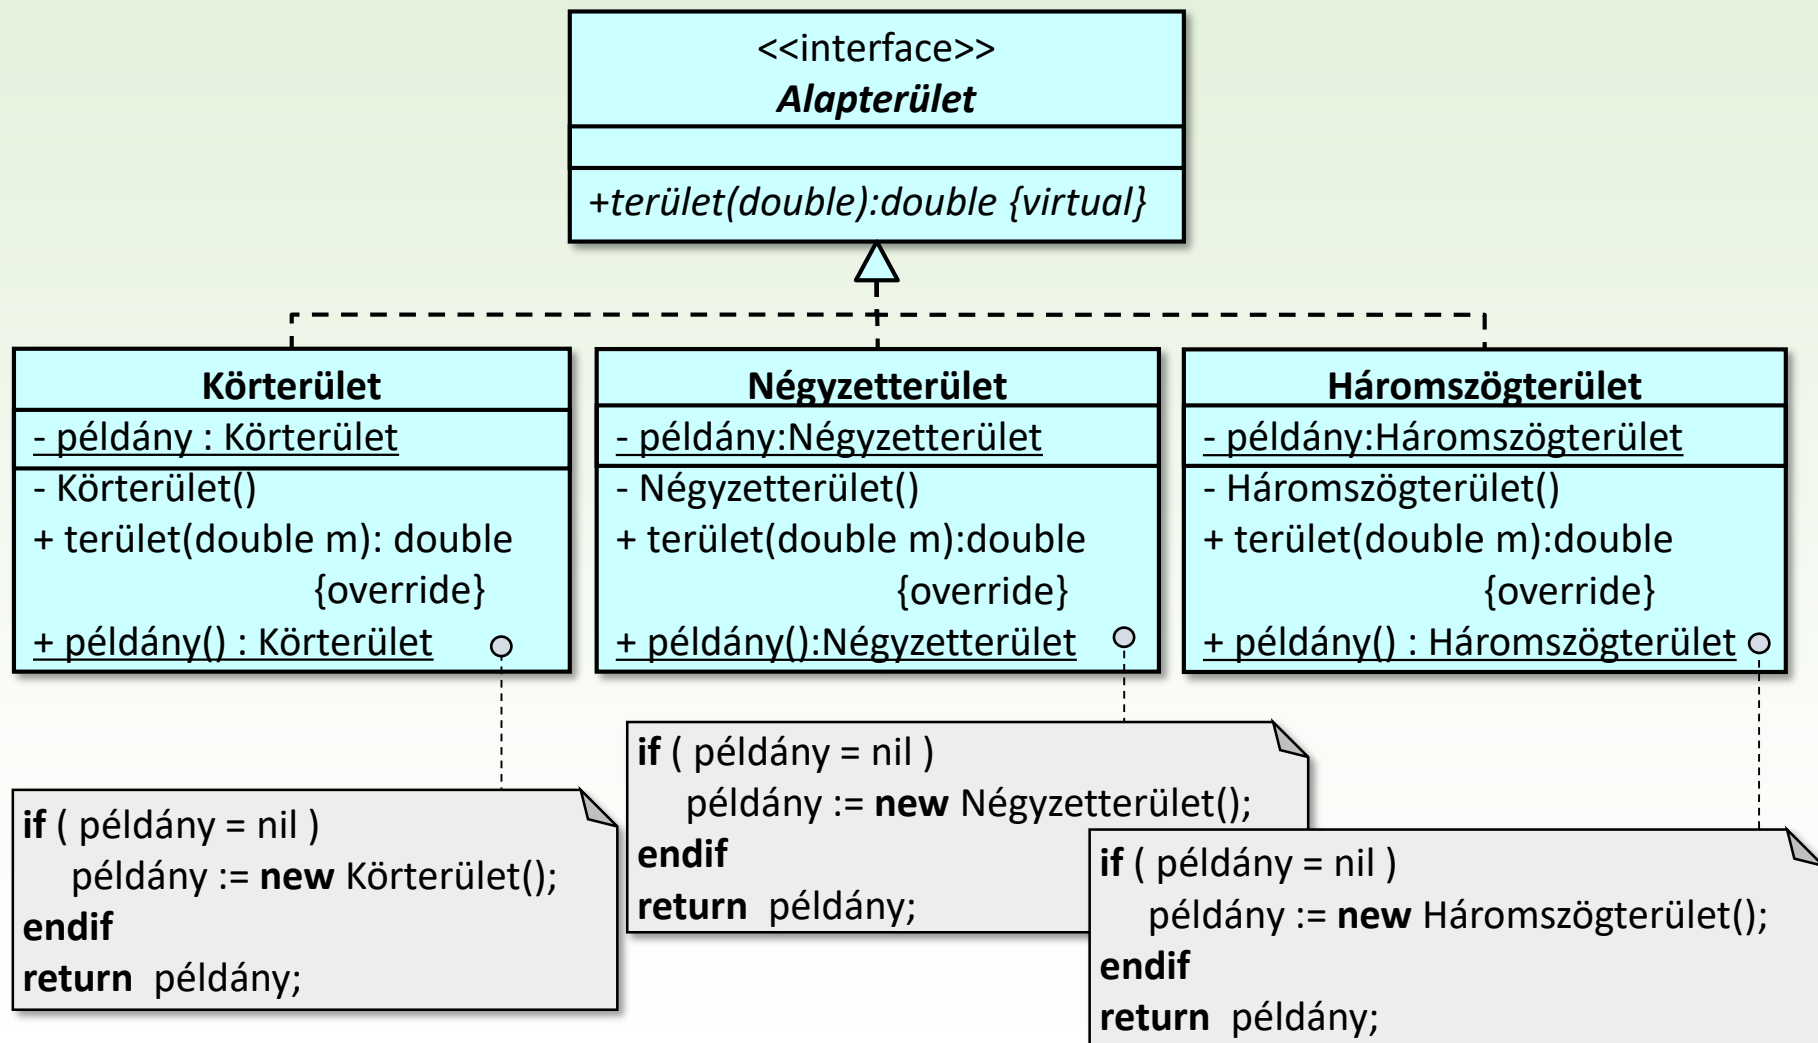 <<interface>>
Alapterület
+terület(double):double {virtual}
Körterület
- példány : Körterület
- Körterület()
+ terület(double m): double
{override}
+ példány() : Körterület
Négyzetterület
- példány:Négyzetterület
- Négyzetterület()
+ terület(double m):double
{override}
+ példány():Négyzetterület
Háromszögterület
- példány:Háromszögterület
- Háromszögterület()
+ terület(double m):double
{override}
+ példány() : Háromszögterület
if ( példány = nil )
példány := new Körterület();
endif
return példány;
if ( példány = nil )
példány := new Négyzetterület();
endif
return példány;
if ( példány = nil )
példány := new Háromszögterület();
endif
return példány;